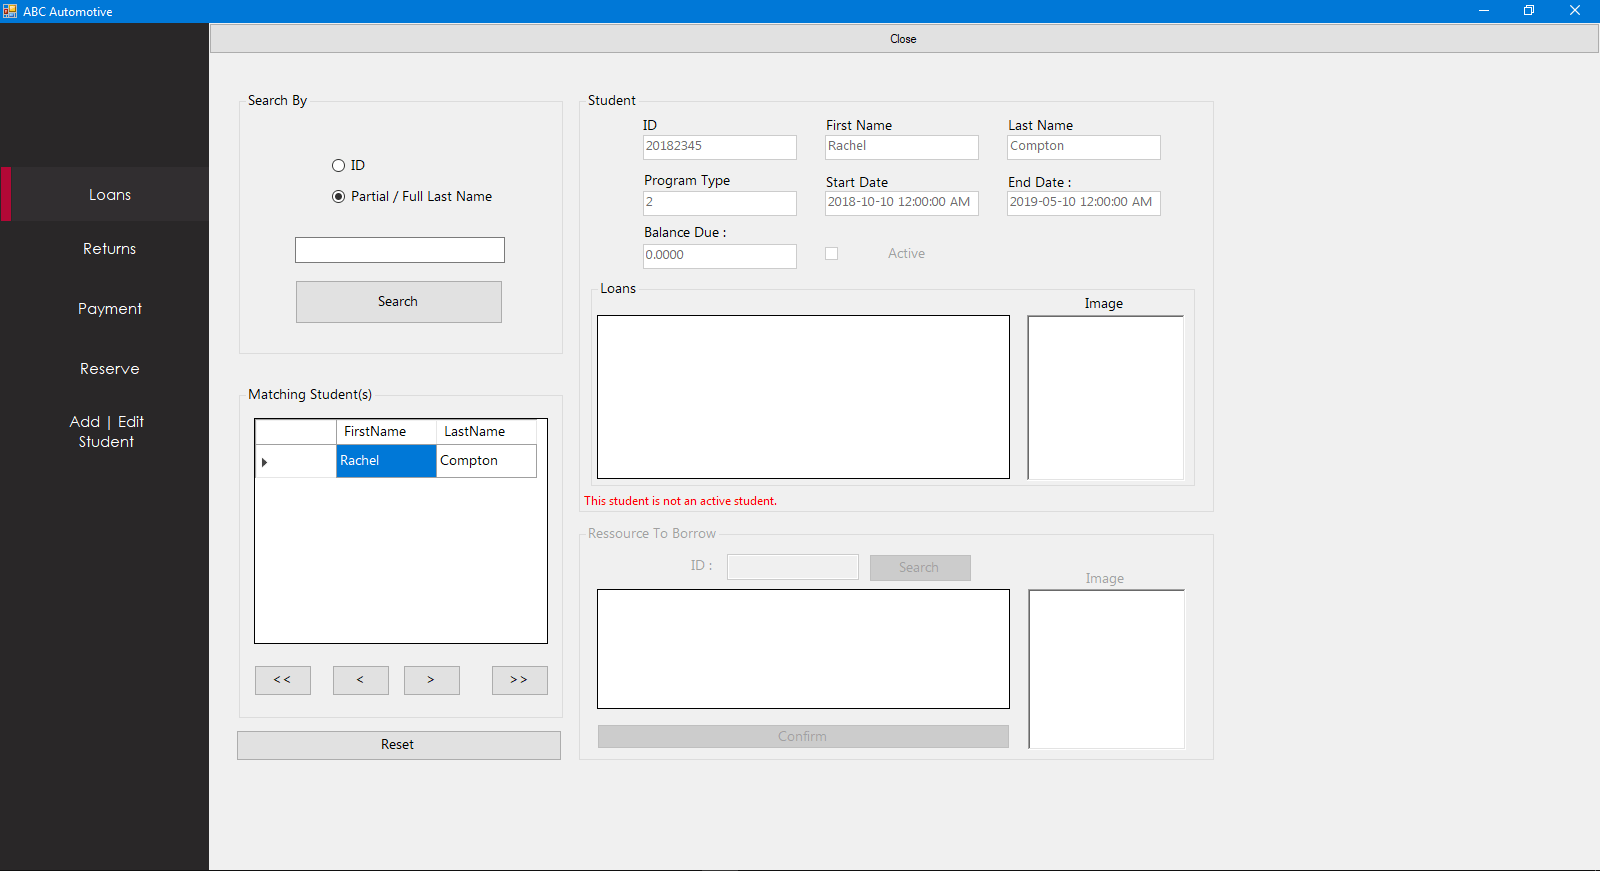 ABC Automotive
Close
Loans
Returns
Payment
Reserve
Add | Edit
Student
Search By
ID
Partial / Full Last Name
Search
Matching Student(s)
FirstName LastName
Rachel Compton
<< < > >>
Reset
Student
ID First Name Last Name
20182345 Rachel Compton
Program Type Start Date End Date :
2 2018-10-10 12:00:00 AM 2019-05-10 12:00:00 AM
Balance Due :
0.0000 Active
Loans
Image
This student is not an active student.
Ressource To Borrow
ID : Search
Image
Confirm